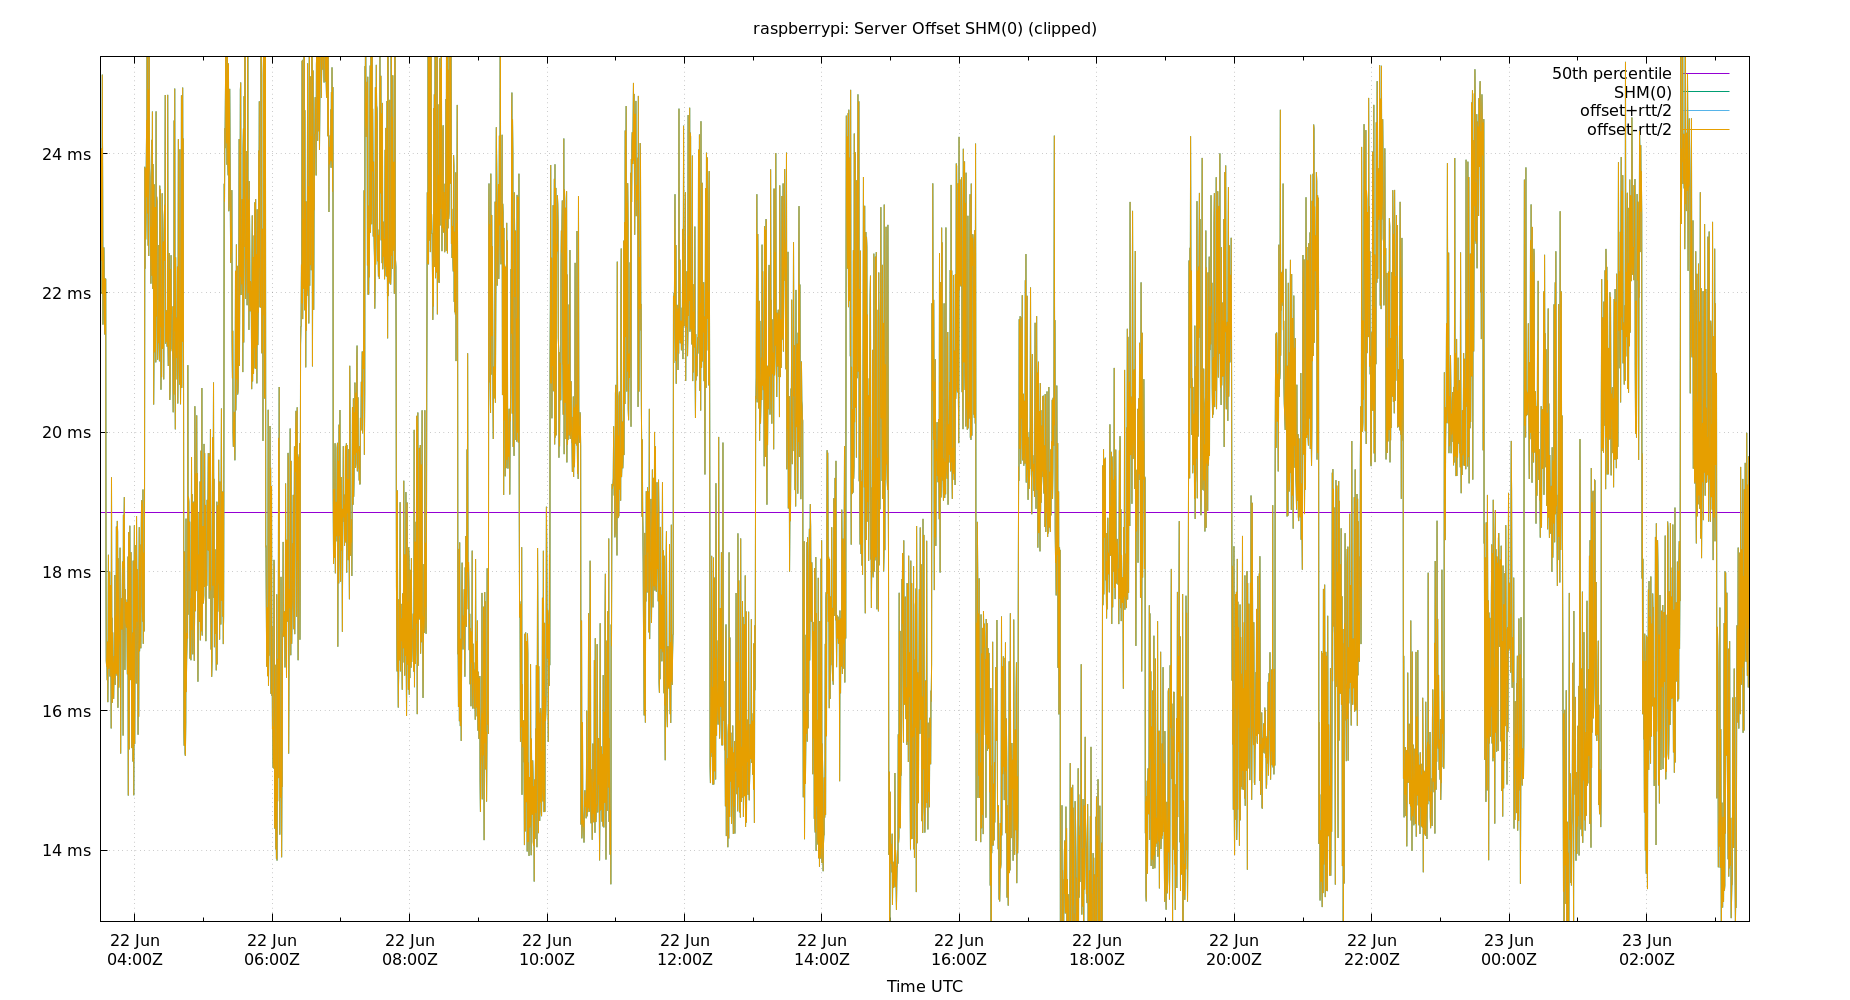 raspberrypi: Server Offset SHM(0) (clipped)
50th percentile
SHM(0)
offset+rtt/2
offset-rtt/2
24 ms
22 ms
20 ms
18 ms
16 ms
14 ms
22 Jun 22 Jun 22 Jun 22 Jun 22 Jun 22 Jun 22 Jun 22 Jun 22 Jun 22 Jun 23 Jun 23 Jun
04:00Z 06:00Z 08:00Z 10:00Z 12:00Z 14:00Z 16:00Z 18:00Z 20:00Z 22:00Z 00:00Z 02:00Z
Time UTC